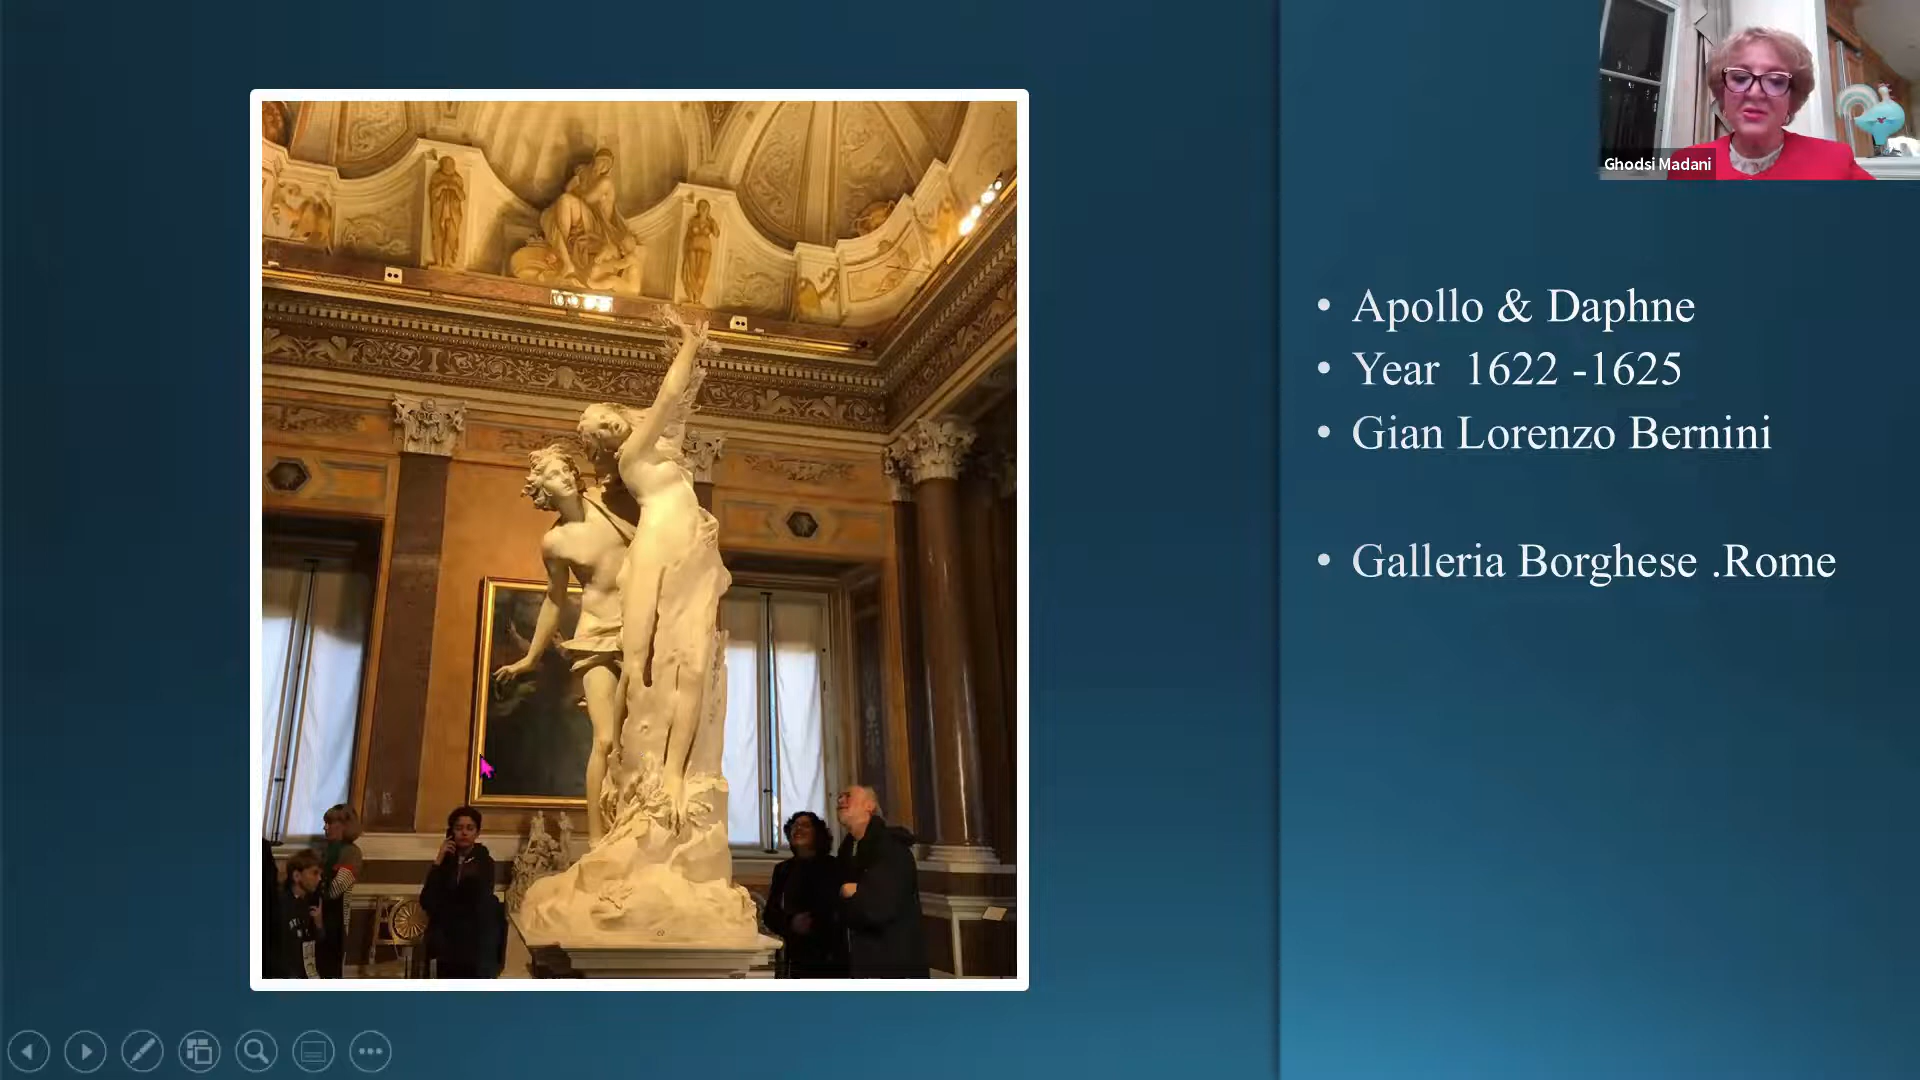 Ghodsi Madani
• Apollo & Daphne
• Year 1622 -1625
• Gian Lorenzo Bernini
• Galleria Borghese .Rome